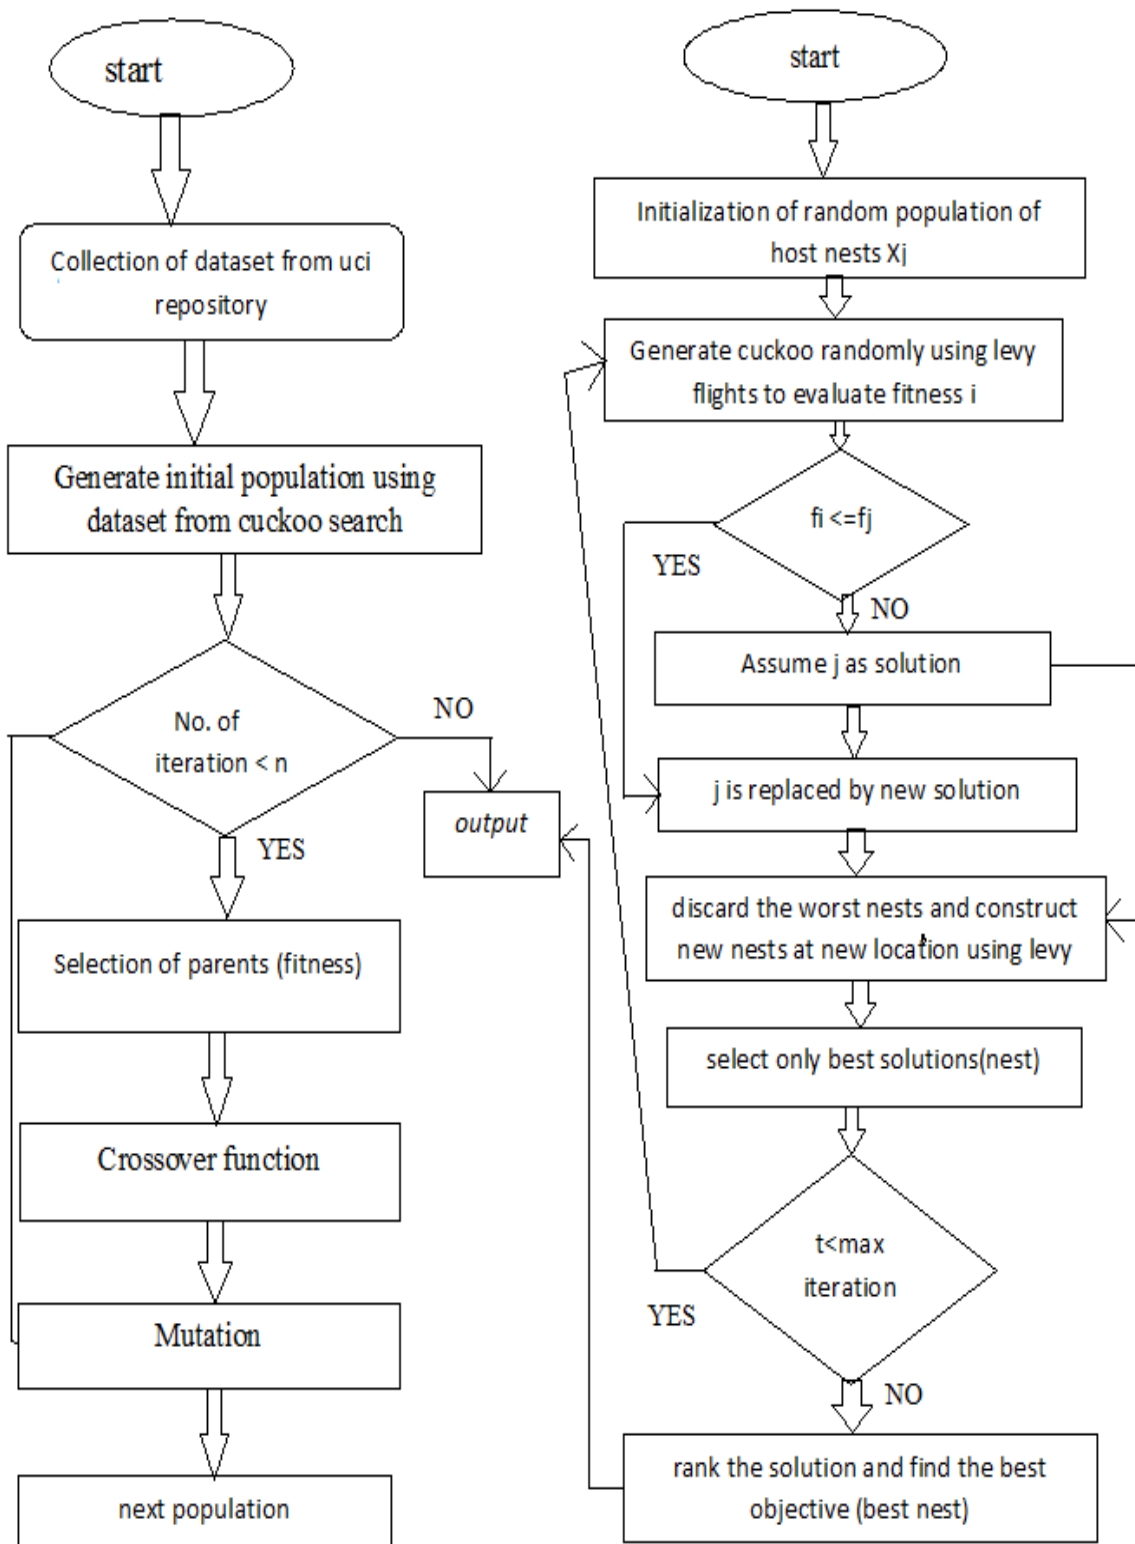 start
Collection of dataset from uci
repository
Generate initial population using
dataset from cuckoo search
No. of
iteration < n
NO
output
YES
Selection of parents (fitness)
Crossover function
Mutation
next population
start
Initialization of random population of
host nests Xj
Generate cuckoo randomly using levy
flights to evaluate fitness i
fi <=fj
YES
NO
Assume j as solution
j is replaced by new solution
discard the worst nests and construct
new nests at new location using levy
select only best solutions(nest)
t<max
iteration
YES
NO
rank the solution and find the best
objective (best nest)